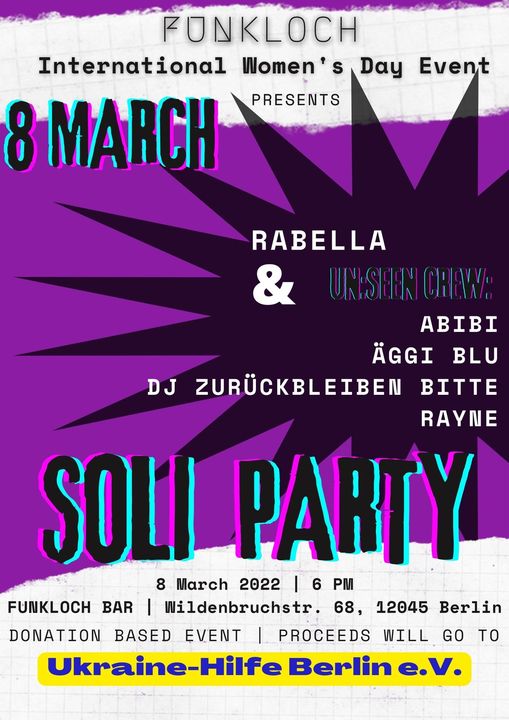 FUNKLOCH
International Women's Day Event
PRESENTS
8 MARCH
RABELLA
& UN:SEEN CREW:
ABIBI
ÄGGI BLU
DJ ZURÜCKBLEIBEN BITTE
RAYNE
SOLI PARTY
8 March 2022 | 6 PM
FUNKLOCH BAR | Wildenbruchstr. 68, 12045 Berlin
DONATION BASED EVENT | PROCEEDS WILL GO TO
Ukraine-Hilfe Berlin e.V.